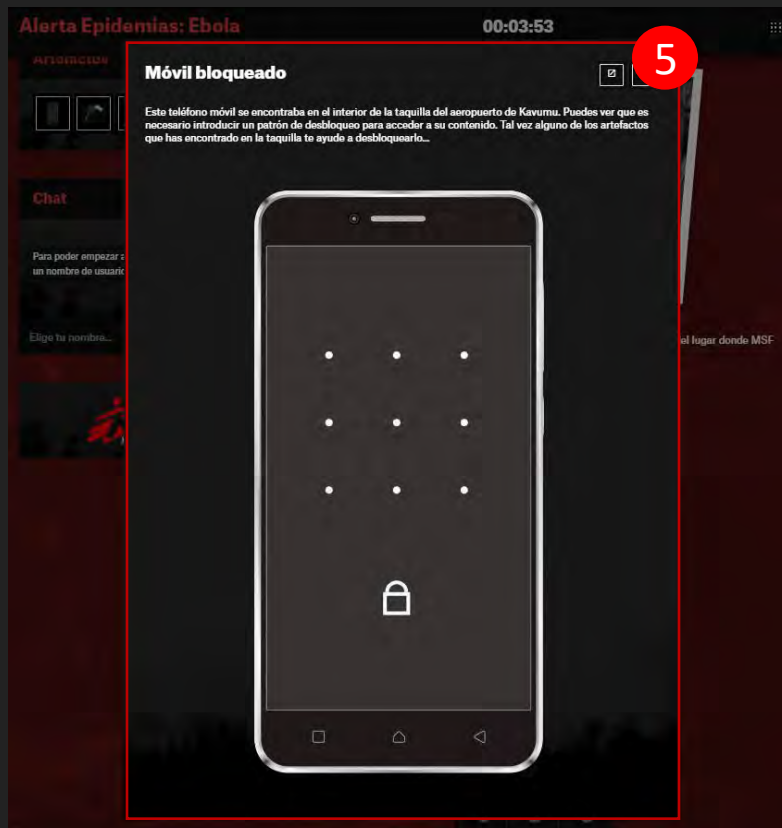 Alerta Epidemias: Ebola
00:03:53
Artefactos
5
Móvil bloqueado
Este teléfono móvil se encontraba en el interior de la taquilla del aeropuerto de Kavumu. Puedes ver que es
necesario introducir un patrón de desbloqueo para acceder a su contenido. Tal vez alguno de los artefactos
que has encontrado en la taquilla te ayude a desbloquearlo...
Chat
Para poder empezar a
un nombre de usuario
Elige tu nombre...
el lugar donde MSF